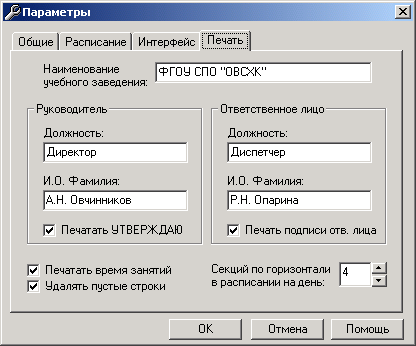 Параметры
Общие Расписание Интерфейс Печать
Наименование
учебного заведения:
ФГОУ СПО "ОВСХК"
Руководитель
Должность:
Директор
И.О. Фамилия:
А.Н. Овчинников
Печатать УТВЕРЖДАЮ
Ответственное лицо
Должность:
Диспетчер
И.О. Фамилия:
Р.Н. Опарина
Печать подписи отв. лица
Печатать время занятий
Удалять пустые строки
Секций по горизонтали
в расписании на день:
4
ОК Отмена Помощь